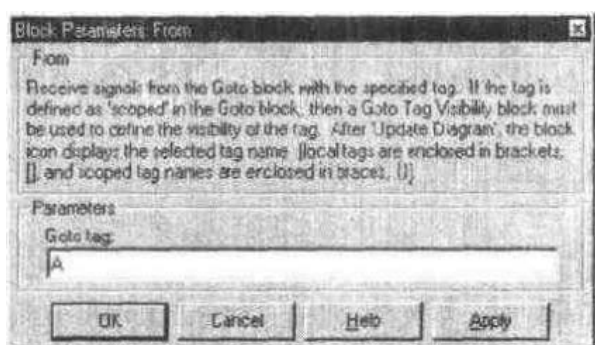 Block Parameters: From
From
Receive signals from the Goto block with the specified tag. If the tag is
defined as 'scoped' in the Goto block, then a Goto Tag Visibility block must
be used to define the visibility of the tag. After 'Update Diagram', the block
icon displays the selected tag name (local tags are enclosed in brackets,
[], and scoped tag names are enclosed in braces, {})
Parameters
Goto tag:
A
OK Cancel Help Apply